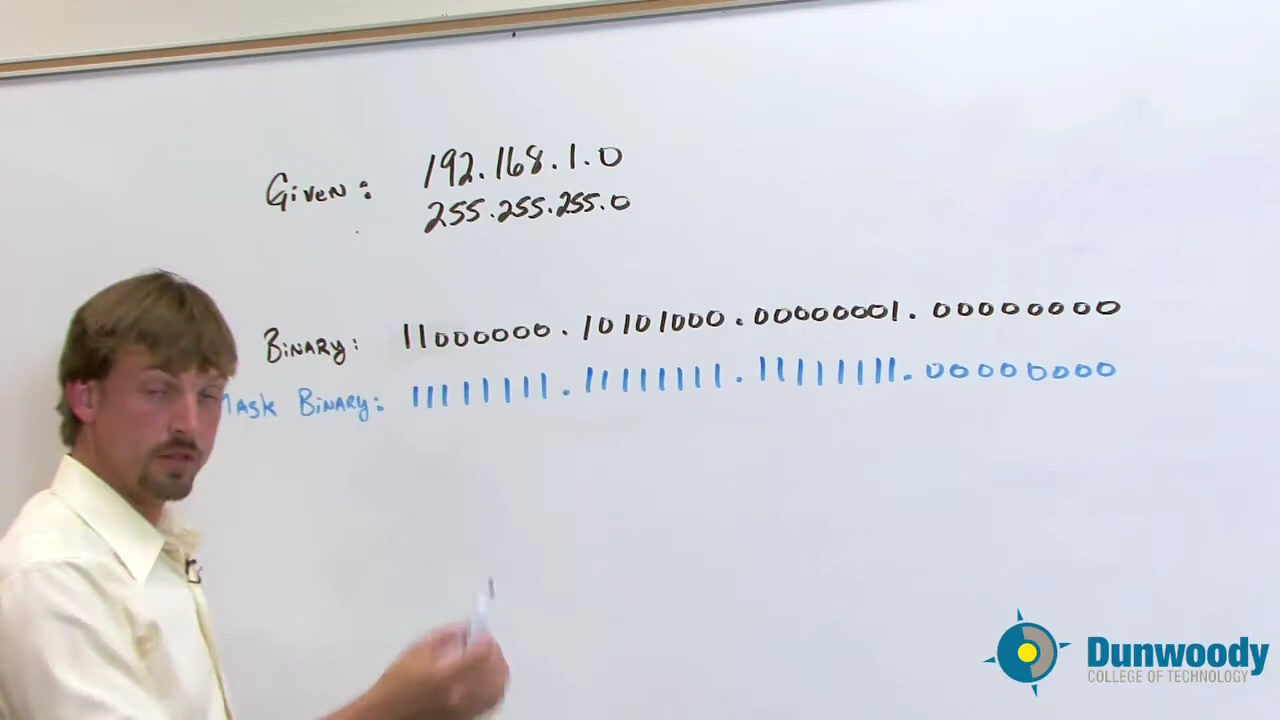 Given: 192.168.1.0
255.255.255.0
Binary: 11000000.10101000.00000001.00000000
Mask Binary: 11111111.11111111.11111111.00000000
Dunwoody
COLLEGE OF TECHNOLOGY